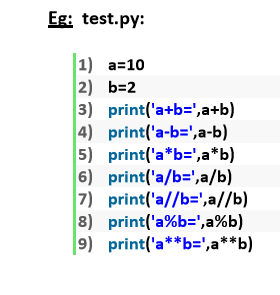 Eg: test.py:
1) a=10
2) b=2
3) print('a+b=',a+b)
4) print('a-b=',a-b)
5) print('a*b=',a*b)
6) print('a/b=',a/b)
7) print('a//b=',a//b)
8) print('a%b=',a%b)
9) print('a**b=',a**b)